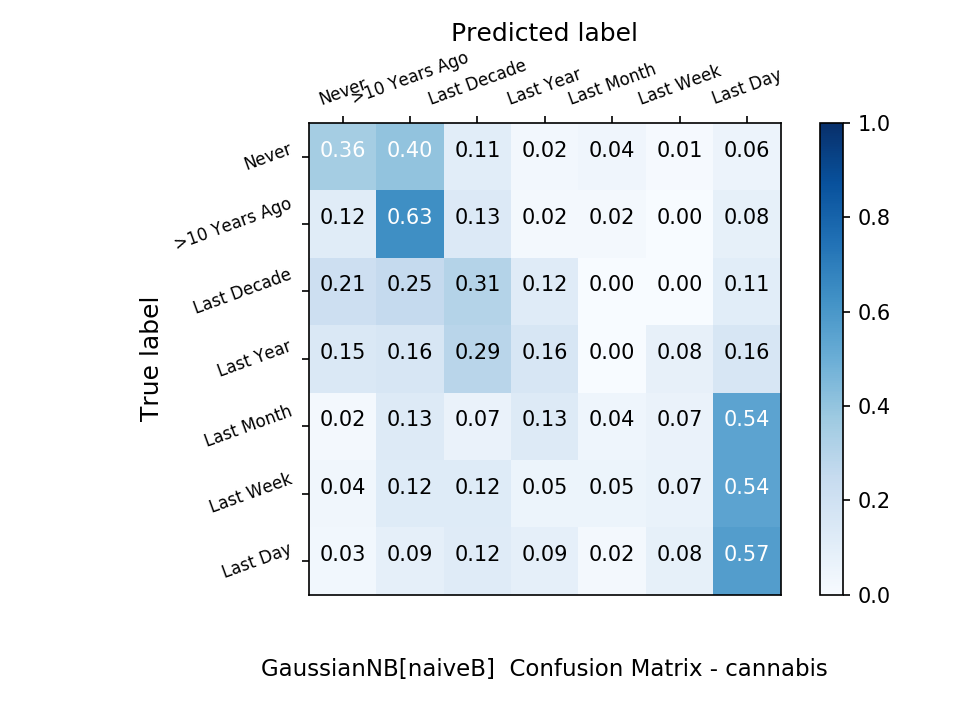 Predicted label
Never >10 Years Ago Last Decade Last Year Last Month Last Week Last Day
1.0
Never 0.36 0.40 0.11 0.02 0.04 0.01 0.06
0.8
>10 Years Ago 0.12 0.63 0.13 0.02 0.02 0.00 0.08
Last Decade 0.21 0.25 0.31 0.12 0.00 0.00 0.11
0.6
True label
Last Year 0.15 0.16 0.29 0.16 0.00 0.08 0.16
0.4
Last Month 0.02 0.13 0.07 0.13 0.04 0.07 0.54
Last Week 0.04 0.12 0.12 0.05 0.05 0.07 0.54
0.2
Last Day 0.03 0.09 0.12 0.09 0.02 0.08 0.57
0.0
GaussianNB[naiveB]  Confusion Matrix - cannabis